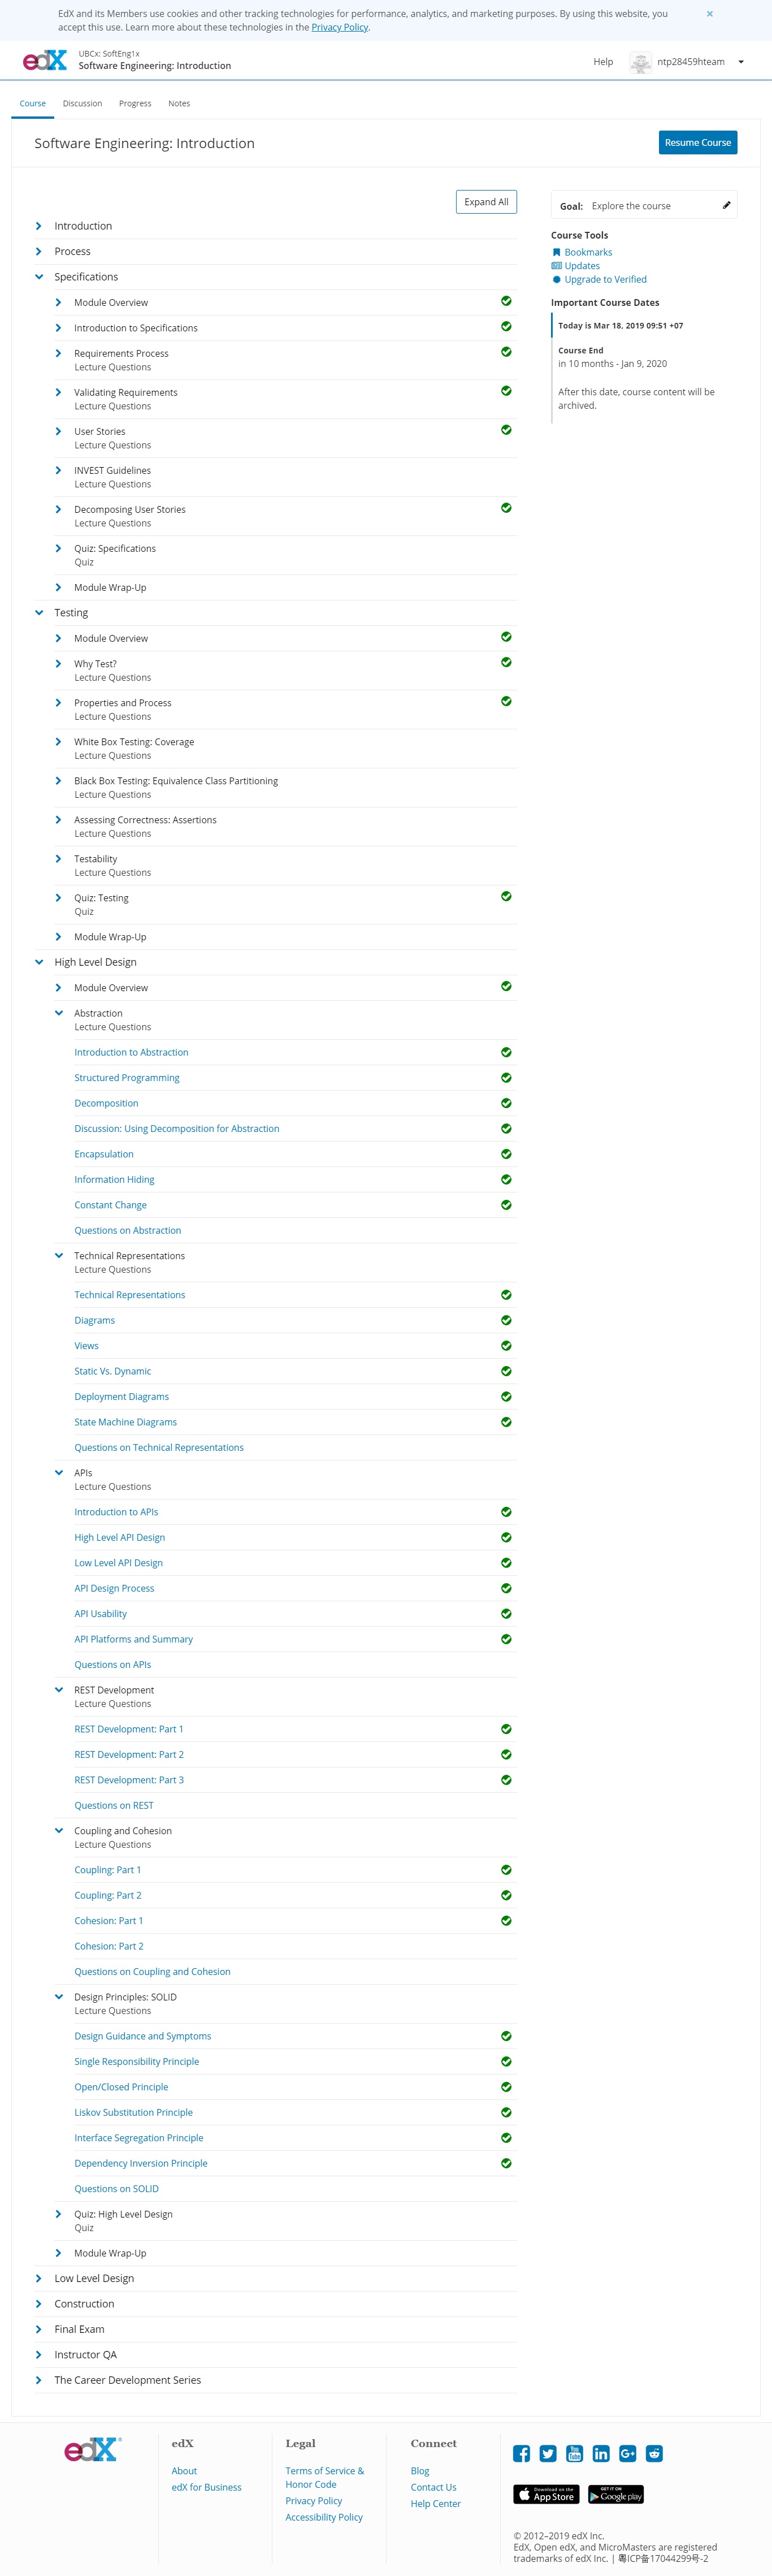 EdX and its Members use cookies and other tracking technologies for performance, analytics, and marketing purposes. By using this website, you
accept this use. Learn more about these technologies in the Privacy Policy.
×
edX
UBCx: SoftEng1x
Software Engineering: Introduction
Help
ntp28459hteam
Course
Discussion
Progress
Notes
Software Engineering: Introduction
Resume Course
Expand All
Introduction
Process
Specifications
Module Overview
Introduction to Specifications
Requirements Process
Lecture Questions
Validating Requirements
Lecture Questions
User Stories
Lecture Questions
INVEST Guidelines
Lecture Questions
Decomposing User Stories
Lecture Questions
Quiz: Specifications
Quiz
Module Wrap-Up
Testing
Module Overview
Why Test?
Lecture Questions
Properties and Process
Lecture Questions
White Box Testing: Coverage
Lecture Questions
Black Box Testing: Equivalence Class Partitioning
Lecture Questions
Assessing Correctness: Assertions
Lecture Questions
Testability
Lecture Questions
Quiz: Testing
Quiz
Module Wrap-Up
High Level Design
Module Overview
Abstraction
Lecture Questions
Introduction to Abstraction
Structured Programming
Decomposition
Discussion: Using Decomposition for Abstraction
Encapsulation
Information Hiding
Constant Change
Questions on Abstraction
Technical Representations
Lecture Questions
Technical Representations
Diagrams
Views
Static Vs. Dynamic
Deployment Diagrams
State Machine Diagrams
Questions on Technical Representations
APIs
Lecture Questions
Introduction to APIs
High Level API Design
Low Level API Design
API Design Process
API Usability
API Platforms and Summary
Questions on APIs
REST Development
Lecture Questions
REST Development: Part 1
REST Development: Part 2
REST Development: Part 3
Questions on REST
Coupling and Cohesion
Lecture Questions
Coupling: Part 1
Coupling: Part 2
Cohesion: Part 1
Cohesion: Part 2
Questions on Coupling and Cohesion
Design Principles: SOLID
Lecture Questions
Design Guidance and Symptoms
Single Responsibility Principle
Open/Closed Principle
Liskov Substitution Principle
Interface Segregation Principle
Dependency Inversion Principle
Questions on SOLID
Quiz: High Level Design
Quiz
Module Wrap-Up
Low Level Design
Construction
Final Exam
Instructor QA
The Career Development Series
Goal: Explore the course
Course Tools
Bookmarks
Updates
Upgrade to Verified
Important Course Dates
Today is Mar 18, 2019 09:51 +07
Course End
in 10 months - Jan 9, 2020
After this date, course content will be
archived.
edX
edX
About
edX for Business
Legal
Terms of Service &
Honor Code
Privacy Policy
Accessibility Policy
Connect
Blog
Contact Us
Help Center
You Tube
in
G+
Download on the
App Store
GET IT ON
Google play
© 2012–2019 edX Inc.
EdX, Open edX, and MicroMasters are registered
trademarks of edX Inc. | 粤ICP备17044299号-2